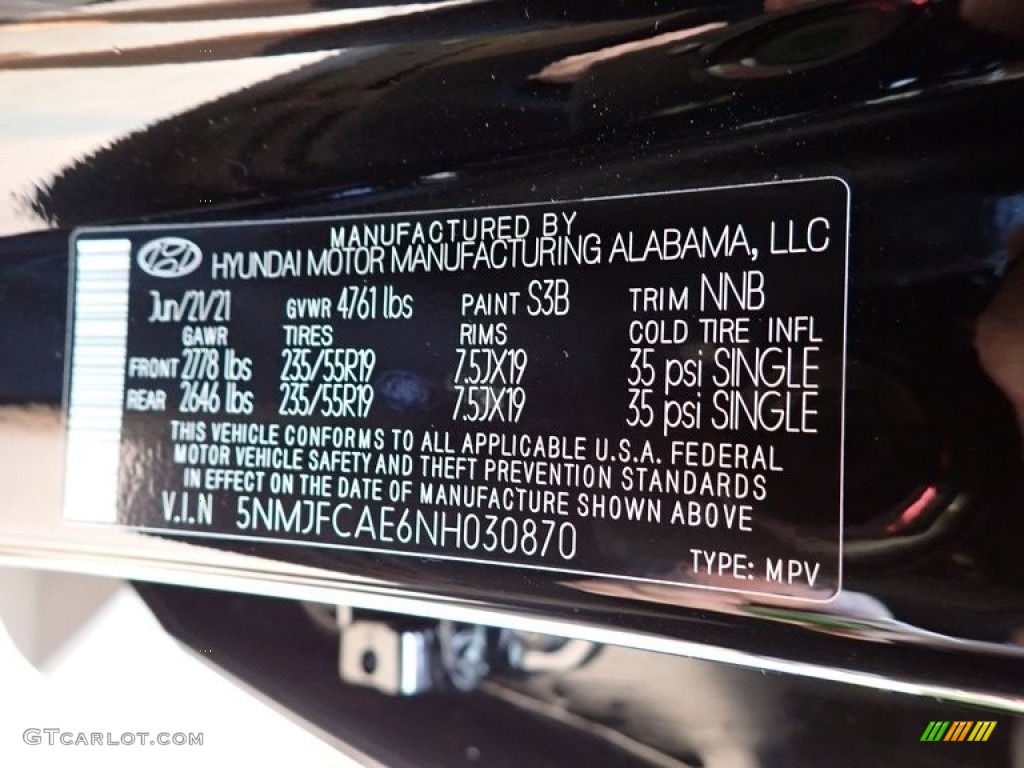 MANUFACTURED BY
HYUNDAI MOTOR MANUFACTURING ALABAMA, LLC
Jun/21/21 GVWR 4761 lbs PAINT S3B TRIM NNB
GAWR TIRES RIMS COLD TIRE INFL
FRONT 2778 lbs 235/55R19 7.5JX19 35 psi SINGLE
REAR 2646 lbs 235/55R19 7.5JX19 35 psi SINGLE
THIS VEHICLE CONFORMS TO ALL APPLICABLE U.S.A. FEDERAL
MOTOR VEHICLE SAFETY AND THEFT PREVENTION STANDARDS
IN EFFECT ON THE DATE OF MANUFACTURE SHOWN ABOVE
V.I.N 5NMJFCAE6NH030870
TYPE: MPV
GTCARLOT.COM